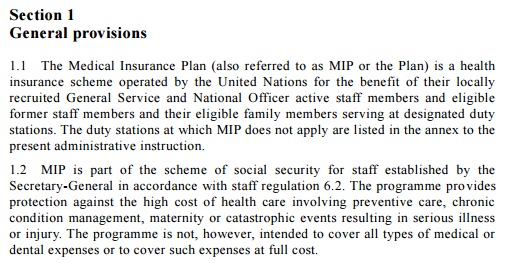 Section 1
General provisions
1.1 The Medical Insurance Plan (also referred to as MIP or the Plan) is a health
insurance scheme operated by the United Nations for the benefit of their locally
recruited General Service and National Officer active staff members and eligible
former staff members and their eligible family members serving at designated duty
stations. The duty stations at which MIP does not apply are listed in the annex to the
present administrative instruction.
1.2 MIP is part of the scheme of social security for staff established by the
Secretary-General in accordance with staff regulation 6.2. The programme provides
protection against the high cost of health care involving preventive care, chronic
condition management, maternity or catastrophic events resulting in serious illness
or injury. The programme is not, however, intended to cover all types of medical or
dental expenses or to cover such expenses at full cost.